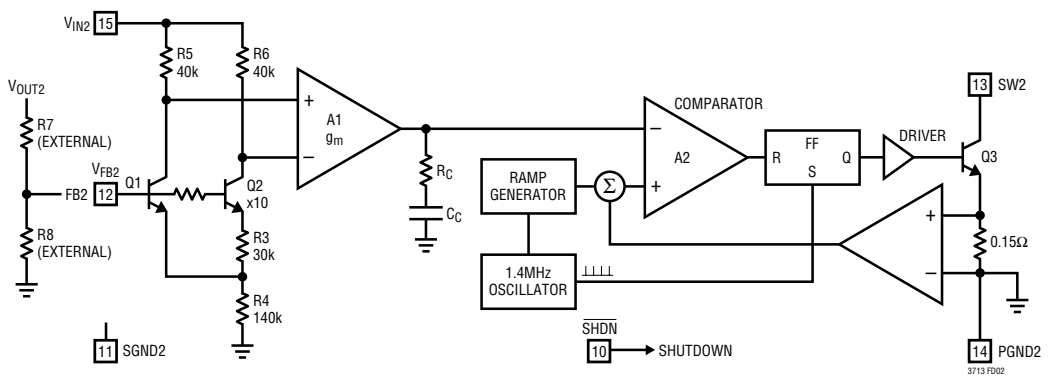 VIN2 15
R5
40k
R6
40k
VOUT2
R7
(EXTERNAL)
VFB2
FB2 12
R8
(EXTERNAL)
Q1
Q2
x10
R3
30k
R4
140k
11 SGND2
+
A1
gm
−
RC
CC
RAMP
GENERATOR
Σ
1.4MHz
OSCILLATOR
COMPARATOR
−
A2
+
R FF Q
S
DRIVER
13 SW2
Q3
+
0.15Ω
−
SHDN
10 SHUTDOWN
14 PGND2
3713 FD02